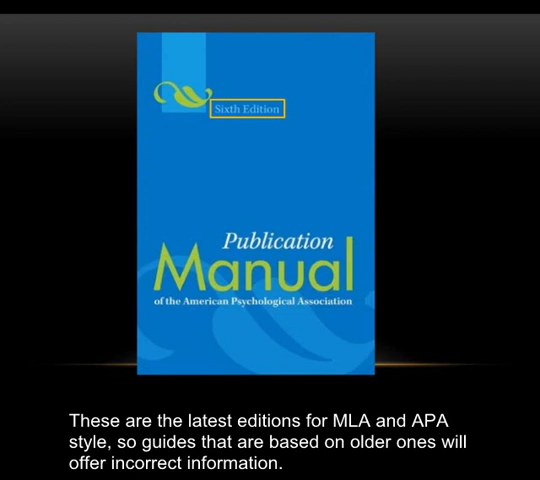 Sixth Edition
Publication
Manual
of the American Psychological Association
These are the latest editions for MLA and APA
style, so guides that are based on older ones will
offer incorrect information.